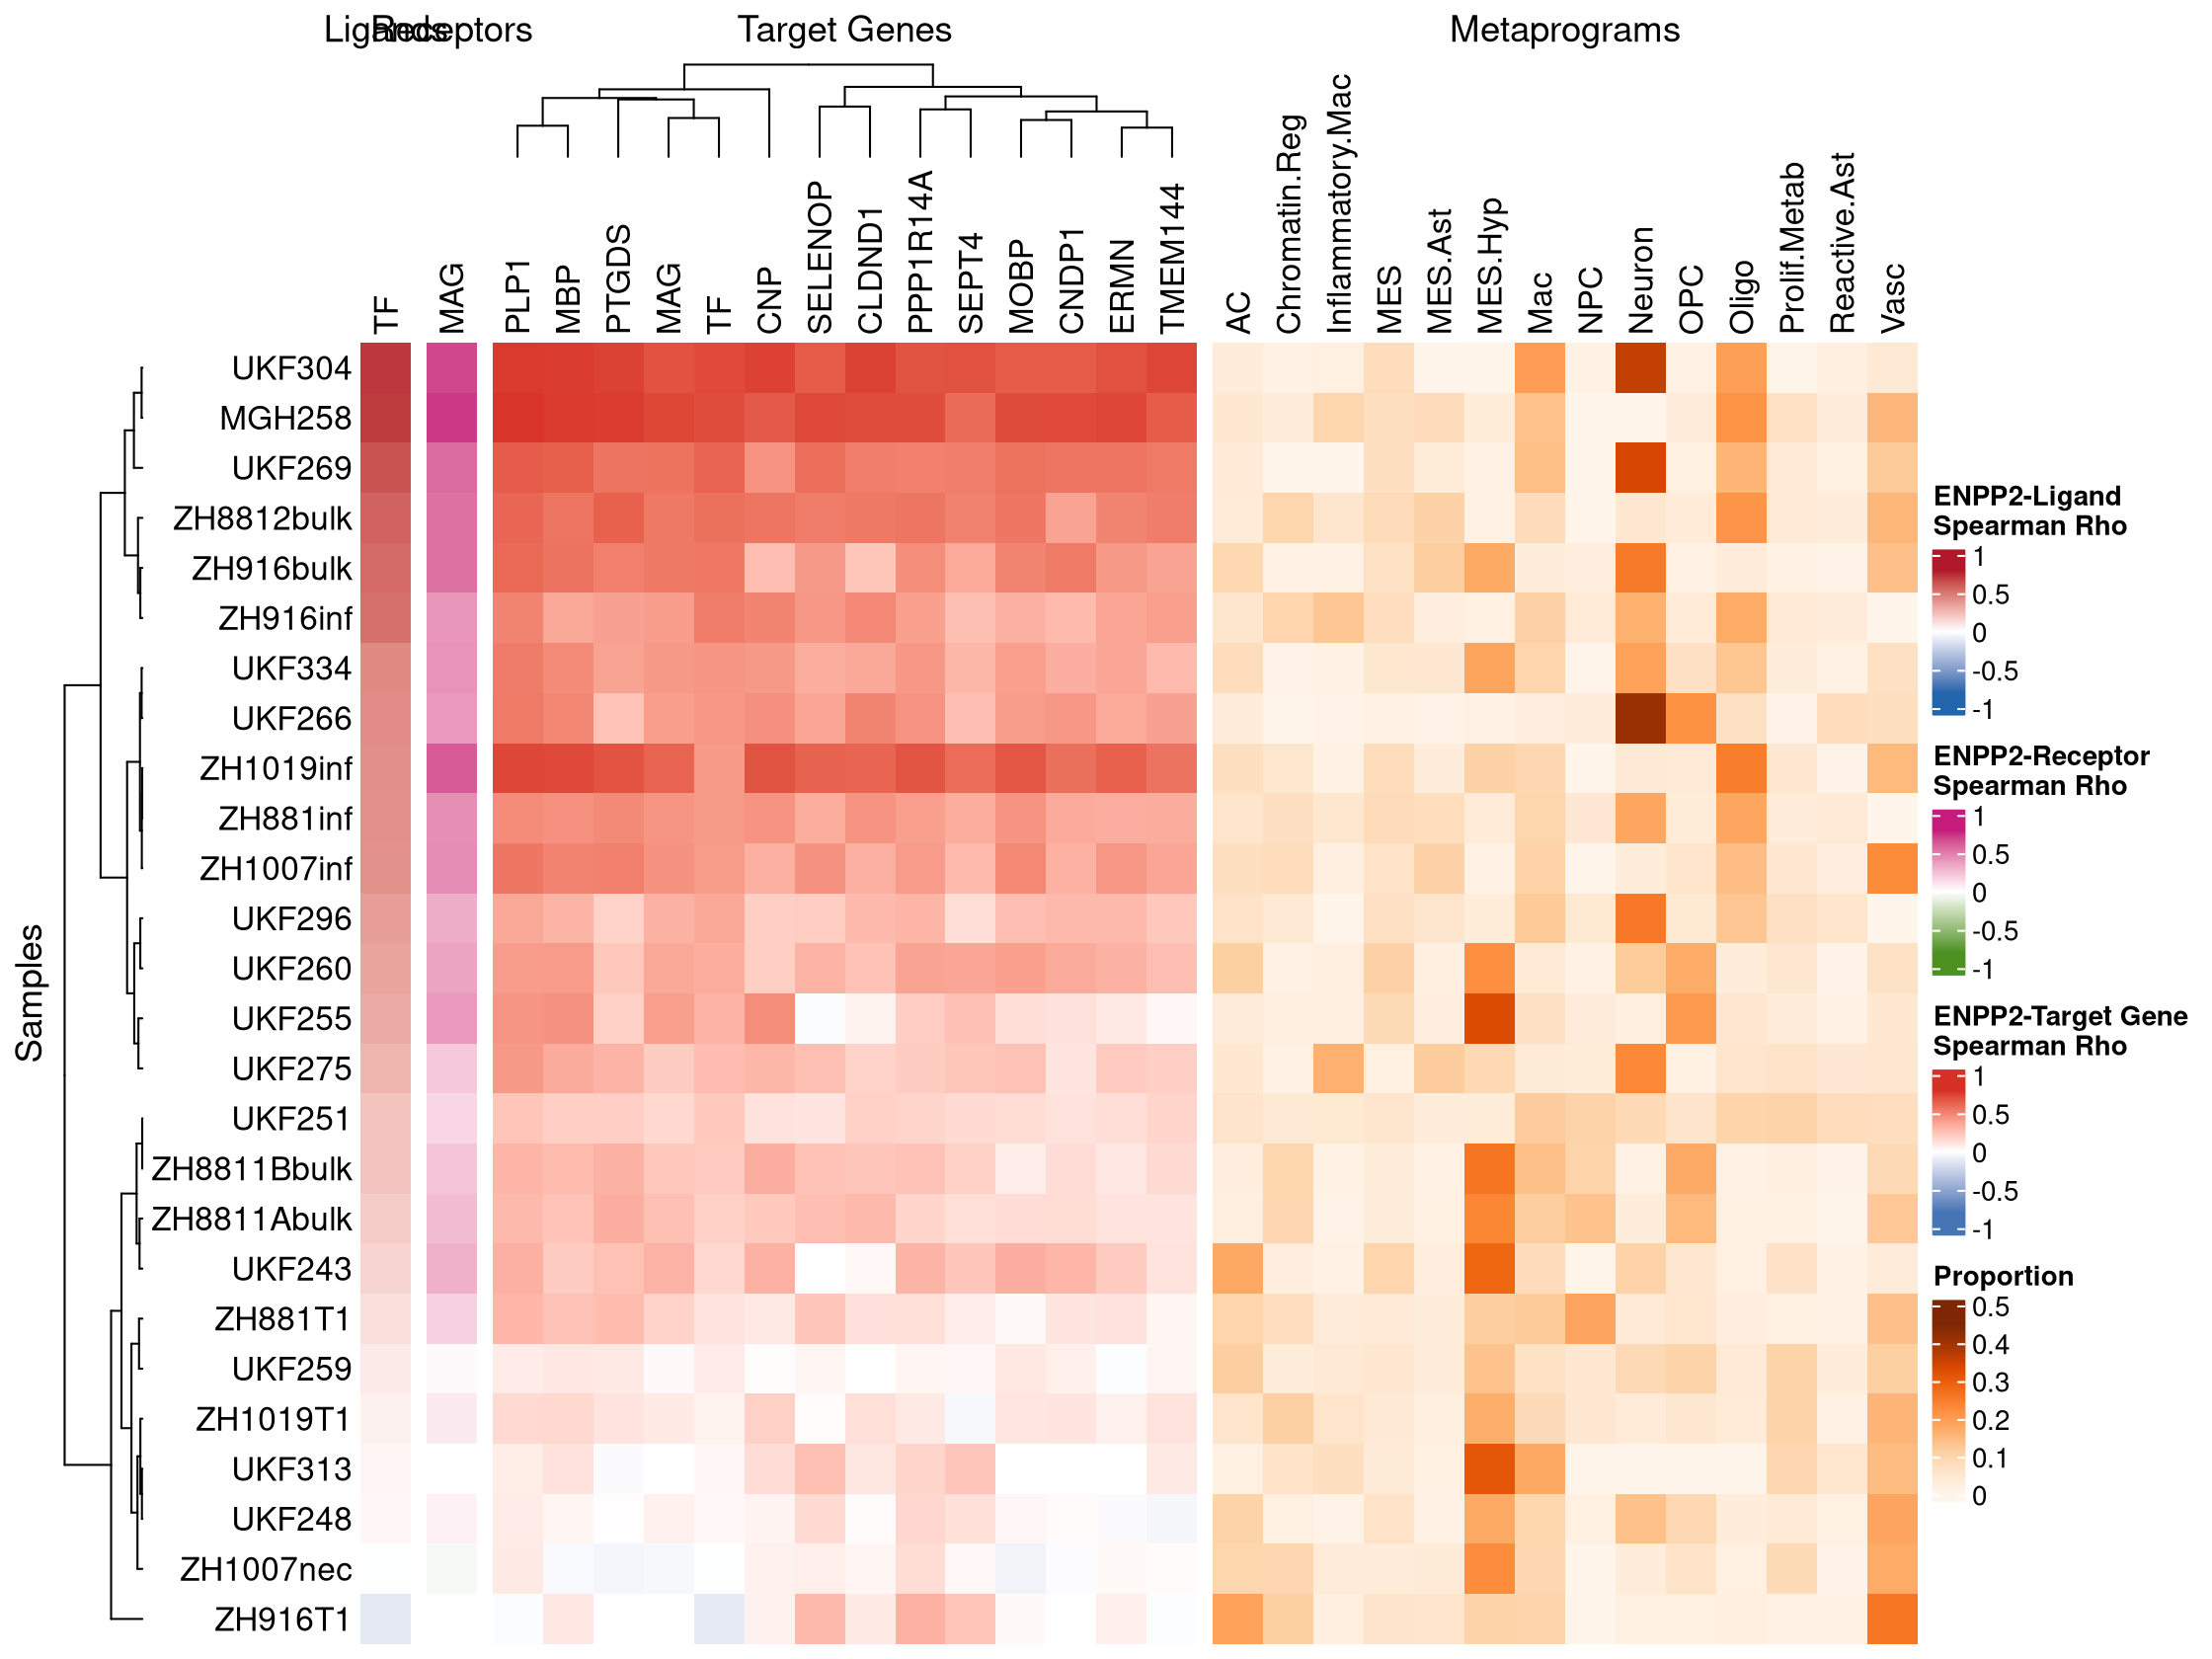 Ligands Receptors Target Genes Metaprograms
TF MAG PLP1 MBP PTGDS MAG TF CNP SELENOP CLDND1 PPP1R14A SEPT4 MOBP CNDP1 ERMN TMEM144 AC Chromatin.Reg Inflammatory.Mac MES MES.Ast MES.Hyp Mac NPC Neuron OPC Oligo Prolif.Metab Reactive.Ast Vasc
Samples
UKF304
MGH258
UKF269
ZH8812bulk
ZH916bulk
ZH916inf
UKF334
UKF266
ZH1019inf
ZH881inf
ZH1007inf
UKF296
UKF260
UKF255
UKF275
UKF251
ZH8811Bbulk
ZH8811Abulk
UKF243
ZH881T1
UKF259
ZH1019T1
UKF313
UKF248
ZH1007nec
ZH916T1
ENPP2-Ligand
Spearman Rho
1
0.5
0
-0.5
-1
ENPP2-Receptor
Spearman Rho
1
0.5
0
-0.5
-1
ENPP2-Target Gene
Spearman Rho
1
0.5
0
-0.5
-1
Proportion
0.5
0.4
0.3
0.2
0.1
0